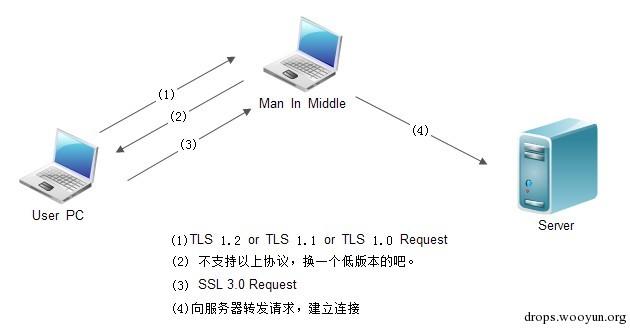 (1)
Man In Middle
(2)
(4)
(3)
User PC
Server
(1)TLS 1.2 or TLS 1.1 or TLS 1.0 Request
(2) 不支持以上协议，换一个低版本的吧。
(3) SSL 3.0 Request
(4)向服务器转发请求，建立连接
drops.wooyun.org